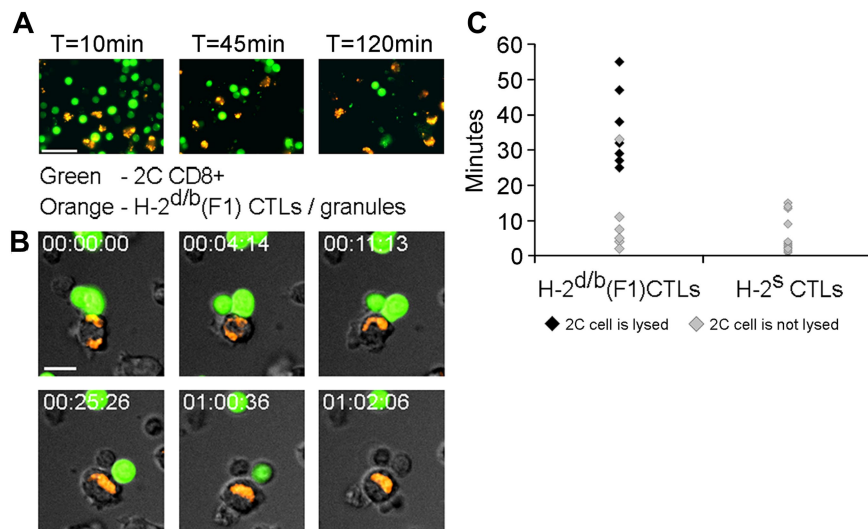 A
T=10min T=45min T=120min
Green - 2C CD8+
Orange - H-2d/b(F1) CTLs / granules
B
00:00:00 00:04:14 00:11:13
00:25:26 01:00:36 01:02:06
C
60
50
40
30
20
10
0
Minutes
H-2d/b(F1)CTLs H-2s CTLs
2C cell is lysed 2C cell is not lysed